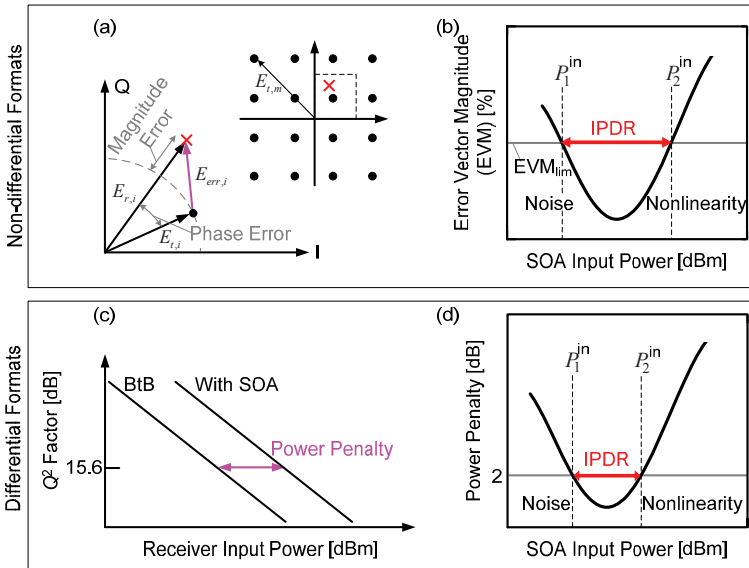 Non-differential Formats
(a)
Q
Magnitude
Error
E_{r,i}
E_{err,i}
E_{t,i}
Phase Error
I
E_{t,m}
(b)
Error Vector Magnitude
(EVM) [%]
P_1^{in}
P_2^{in}
IPDR
EVM_{lim}
Noise
Nonlinearity
SOA Input Power [dBm]
Differential Formats
(c)
Q² Factor [dB]
15.6
BtB
With SOA
Power Penalty
Receiver Input Power [dBm]
(d)
Power Penalty [dB]
2
P_1^{in}
P_2^{in}
IPDR
Noise
Nonlinearity
SOA Input Power [dBm]